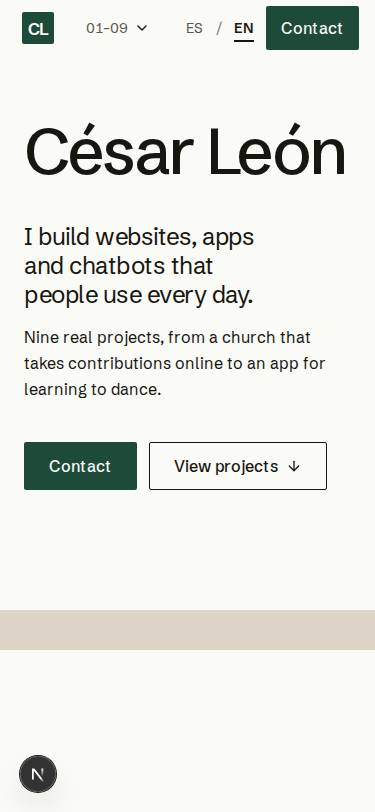 CL
01–09
ES / EN
Contact
César León
I build websites, apps
and chatbots that
people use every day.
Nine real projects, from a church that
takes contributions online to an app for
learning to dance.
Contact
View projects ↓
N